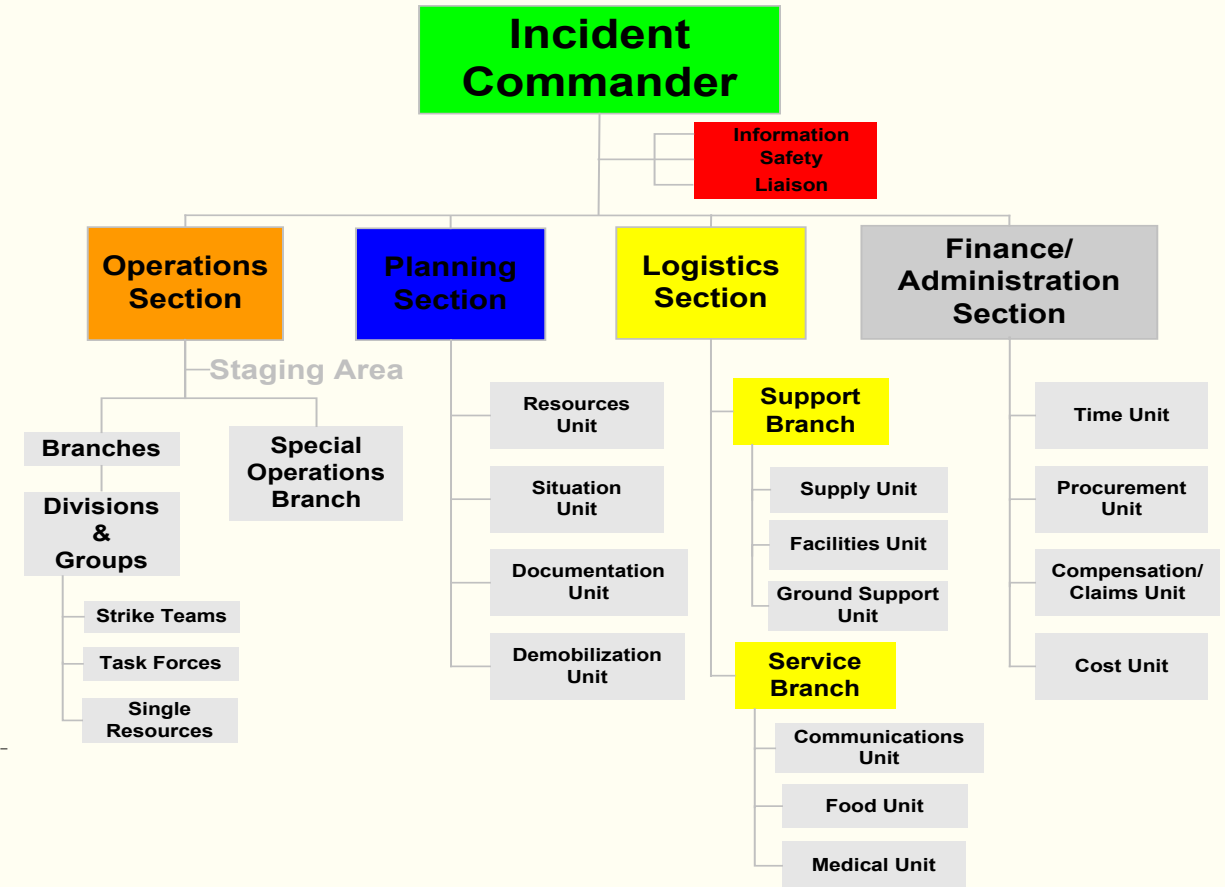 Incident
Commander
Information
Safety
Liaison
Operations
Section
Planning
Section
Logistics
Section
Finance/
Administration
Section
Staging Area
Branches
Special
Operations
Branch
Divisions
&
Groups
Strike Teams
Task Forces
Single
Resources
Resources
Unit
Situation
Unit
Documentation
Unit
Demobilization
Unit
Support
Branch
Supply Unit
Facilities Unit
Ground Support
Unit
Service
Branch
Communications
Unit
Food Unit
Medical Unit
Time Unit
Procurement
Unit
Compensation/
Claims Unit
Cost Unit